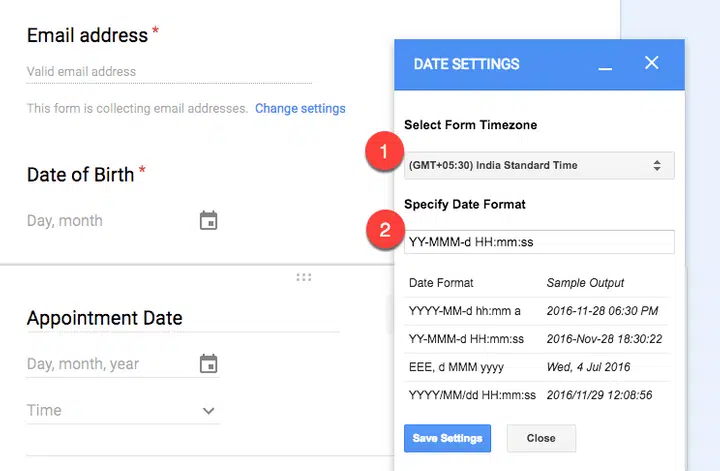 Email address *
Valid email address
This form is collecting email addresses. Change settings
Date of Birth *
Day, month
Appointment Date
Day, month, year
Time
DATE SETTINGS
Select Form Timezone
1
(GMT+05:30) India Standard Time
Specify Date Format
2
YY-MMM-d HH:mm:ss
Date Format Sample Output
YYYY-MM-d hh:mm a 2016-11-28 06:30 PM
YY-MMM-d HH:mm:ss 2016-Nov-28 18:30:22
EEE, d MMM yyyy Wed, 4 Jul 2016
YYYY/MM/dd HH:mm:ss 2016/11/29 12:08:56
Save Settings Close